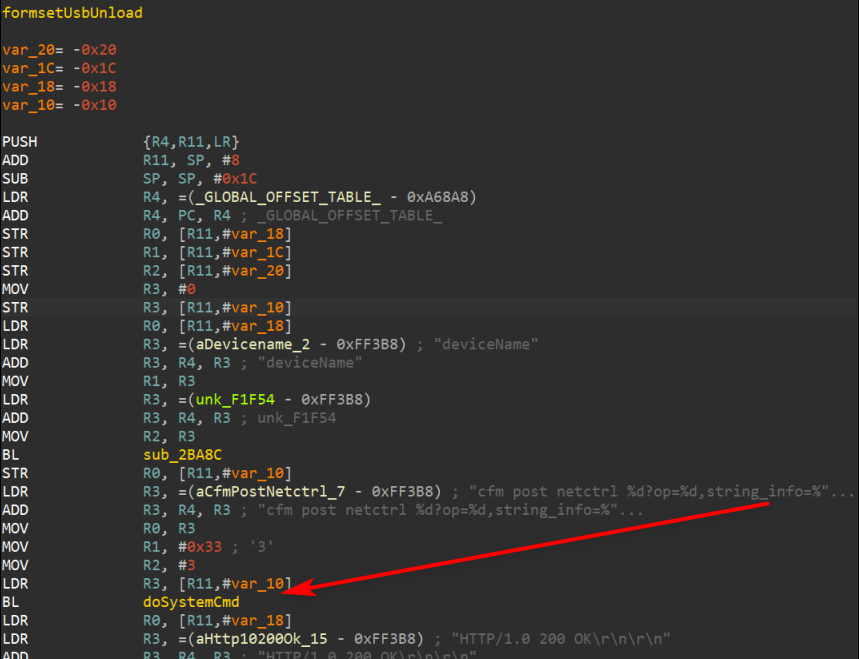 formsetUsbUnload
var_20= -0x20
var_1C= -0x1C
var_18= -0x18
var_10= -0x10
PUSH {R4,R11,LR}
ADD R11, SP, #8
SUB SP, SP, #0x1C
LDR R4, =(_GLOBAL_OFFSET_TABLE_ - 0xA68A8)
ADD R4, PC, R4 ; _GLOBAL_OFFSET_TABLE_
STR R0, [R11,#var_18]
STR R1, [R11,#var_1C]
STR R2, [R11,#var_20]
MOV R3, #0
STR R3, [R11,#var_10]
LDR R0, [R11,#var_18]
LDR R3, =(aDevicename_2 - 0xFF3B8) ; "deviceName"
ADD R3, R4, R3 ; "deviceName"
MOV R1, R3
LDR R3, =(unk_F1F54 - 0xFF3B8)
ADD R3, R4, R3 ; unk_F1F54
MOV R2, R3
BL sub_2BA8C
STR R0, [R11,#var_10]
LDR R3, =(aCfmPostNetctrl_7 - 0xFF3B8) ; "cfm post netctrl %d?op=%d,string_info=%"...
ADD R3, R4, R3 ; "cfm post netctrl %d?op=%d,string_info=%"...
MOV R0, R3
MOV R1, #0x33 ; '3'
MOV R2, #3
LDR R3, [R11,#var_10]
BL doSystemCmd
LDR R0, [R11,#var_18]
LDR R3, =(aHttp10200Ok_15 - 0xFF3B8) ; "HTTP/1.0 200 OK\r\n\r\n"
ADD R3, R4, R3 ; "HTTP/1.0 200 OK\r\n\r\n"